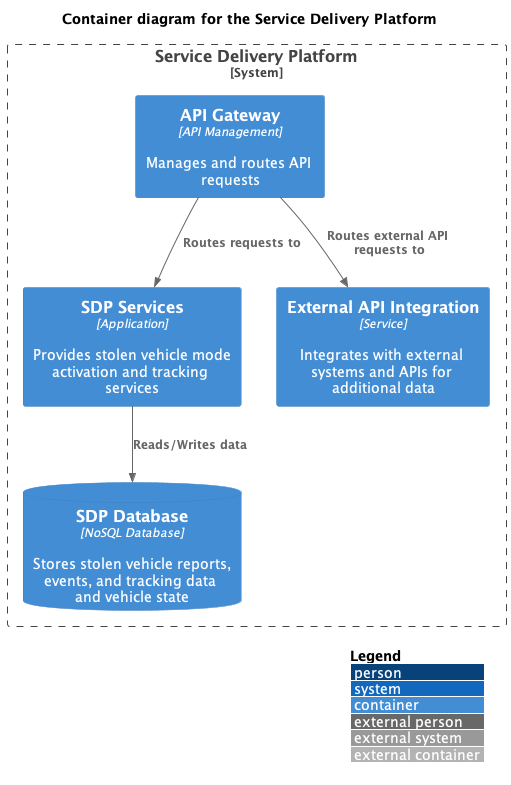 Container diagram for the Service Delivery Platform
Service Delivery Platform
[System]
API Gateway
[API Management]
Manages and routes API
requests
Routes requests to
Routes external API
requests to
SDP Services
[Application]
Provides stolen vehicle mode
activation and tracking
services
External API Integration
[Service]
Integrates with external
systems and APIs for
additional data
Reads/Writes data
SDP Database
[NoSQL Database]
Stores stolen vehicle reports,
events, and tracking data
and vehicle state
Legend
person
system
container
external person
external system
external container